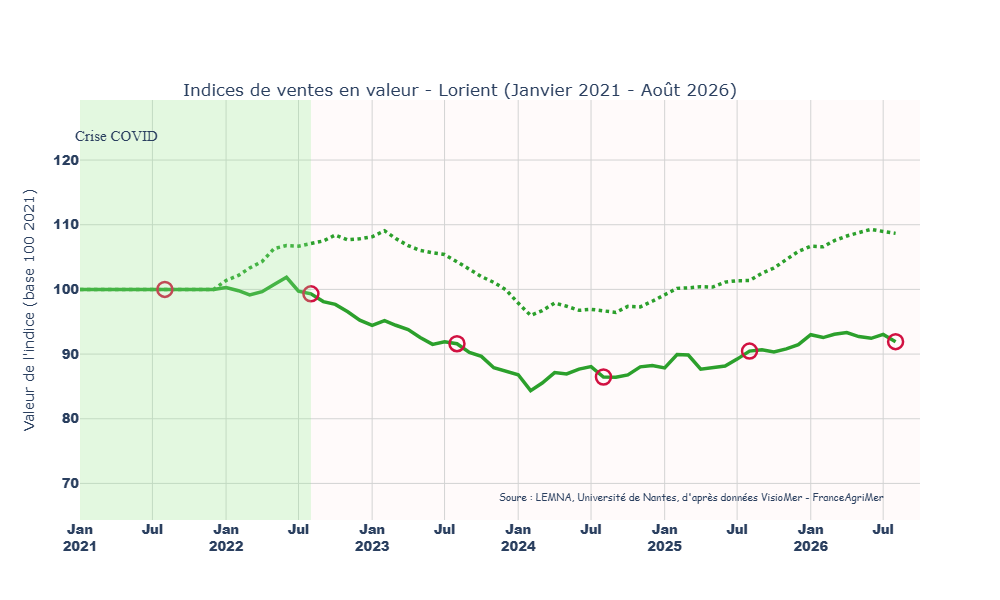 Indices de ventes en valeur - Lorient (Janvier 2021 - Août 2026)
Crise COVID
Valeur de l'indice (base 100 2021)
120
110
100
90
80
70
Soure : LEMNA, Université de Nantes, d'après données VisioMer - FranceAgriMer
Jan Jul Jan Jul Jan Jul Jan Jul Jan Jul Jan Jul
2021 2022 2023 2024 2025 2026